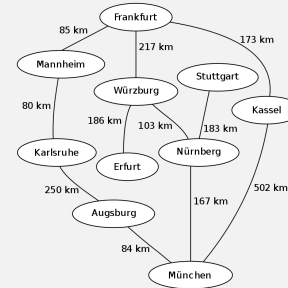 Frankfurt
85 km
217 km
173 km
Mannheim
Stuttgart
Würzburg
80 km
186 km
103 km
183 km
Kassel
Karlsruhe
Erfurt
Nürnberg
250 km
502 km
167 km
Augsburg
84 km
München